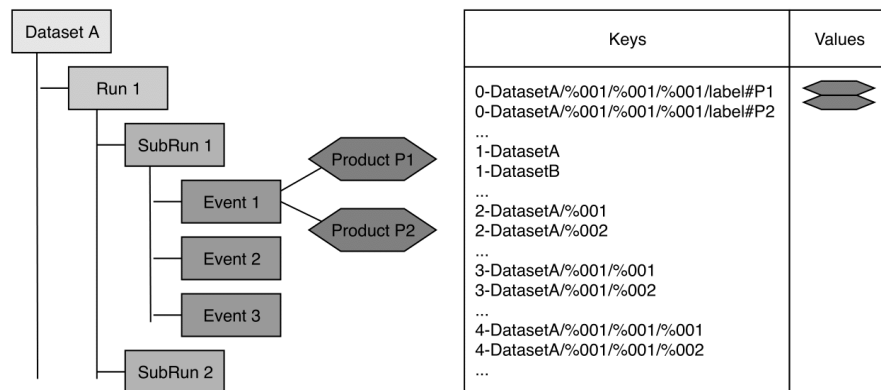 Dataset A
Run 1
SubRun 1
Event 1
Event 2
Event 3
SubRun 2
Product P1
Product P2
Keys
Values
0-DatasetA/%001/%001/%001/label#P1
0-DatasetA/%001/%001/%001/label#P2
...
1-DatasetA
1-DatasetB
...
2-DatasetA/%001
2-DatasetA/%002
...
3-DatasetA/%001/%001
3-DatasetA/%001/%002
...
4-DatasetA/%001/%001/%001
4-DatasetA/%001/%001/%002
...